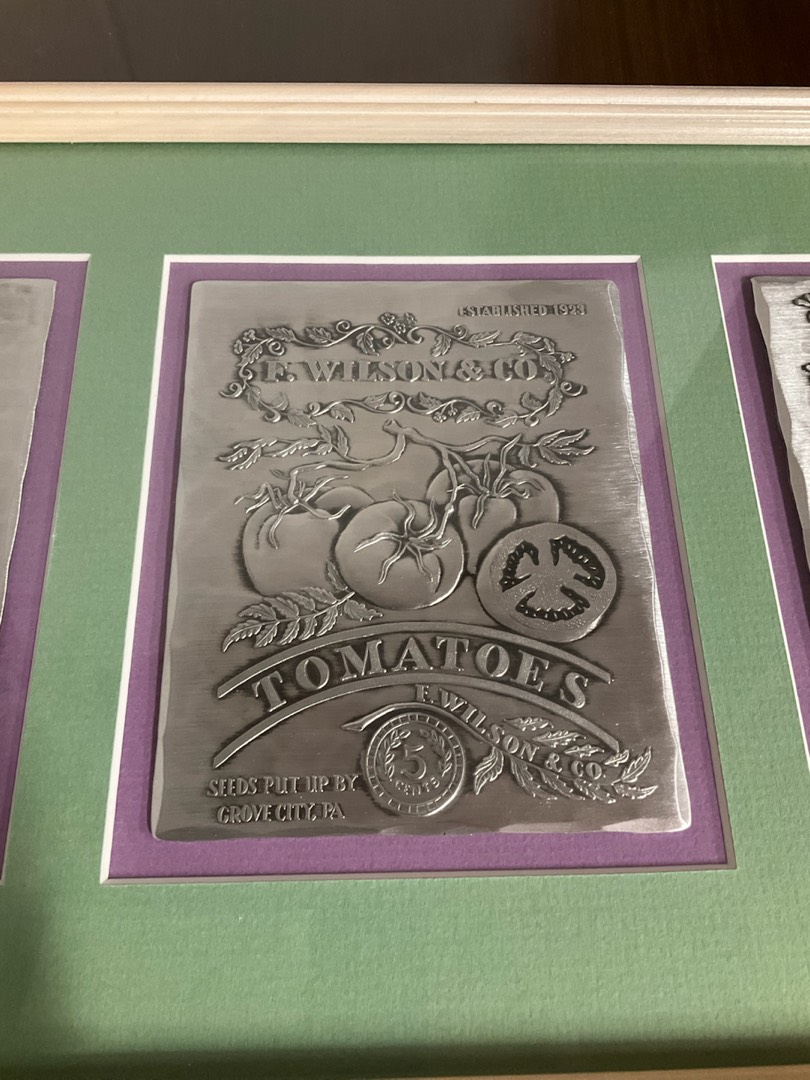 ESTABLISHED 1923
F. WILSON & CO.
TOMATOES
F. WILSON & CO.
5
CENTS
SEEDS PUT UP BY
GROVE CITY, PA